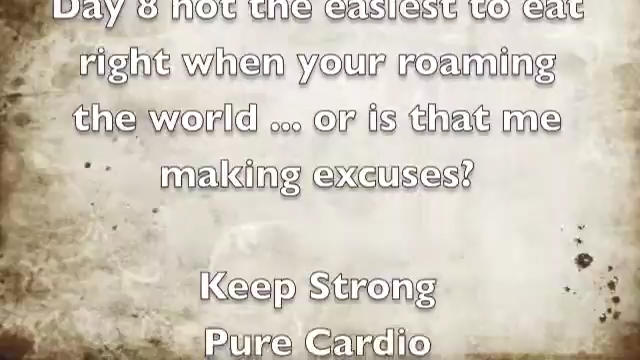 Day 8 not the easiest to eat
right when your roaming
the world ... or is that me
making excuses?
Keep Strong
Pure Cardio